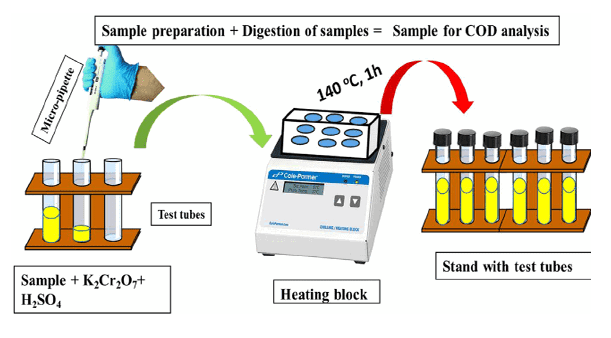 Sample preparation + Digestion of samples = Sample for COD analysis
Micro-pipette
140 °C, 1h
Cole-Parmer
Test tubes
Sample + K₂Cr₂O₇+
H₂SO₄
Heating block
Stand with test tubes